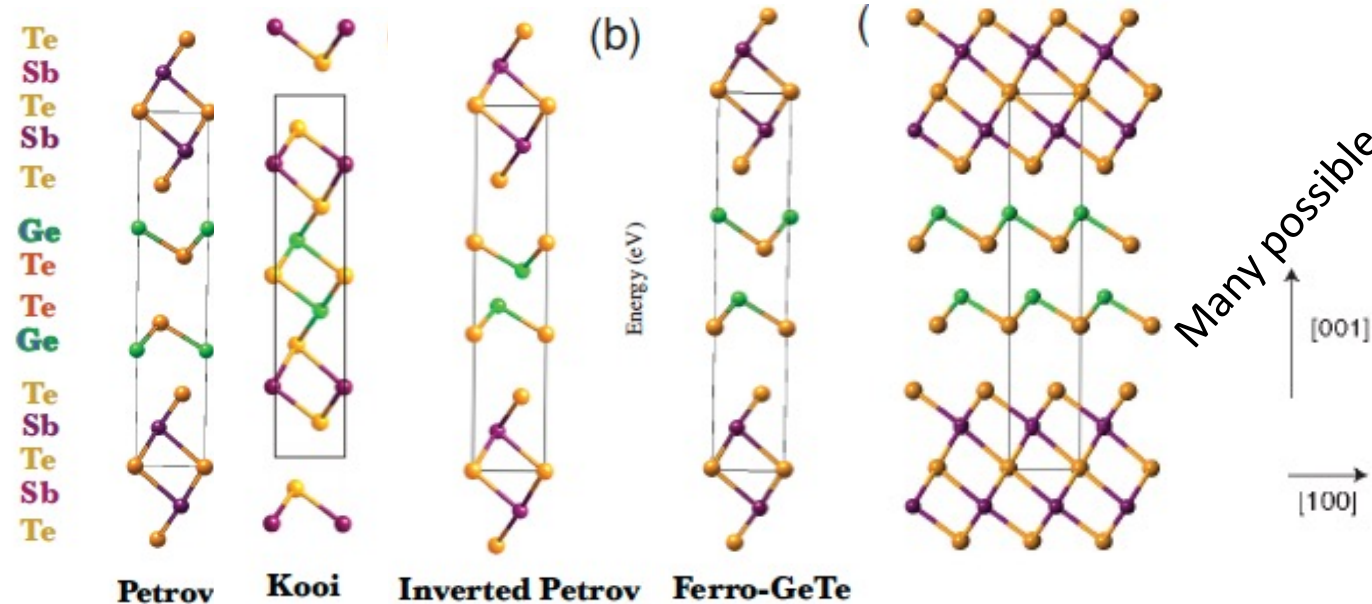 Te
Sb
Te
Sb
Te
Ge
Te
Te
Ge
Te
Sb
Te
Sb
Te
Petrov
Kooi
Inverted Petrov
Ferro-GeTe
(b)
(
Energy (eV)
Many possible
[001]
[100]